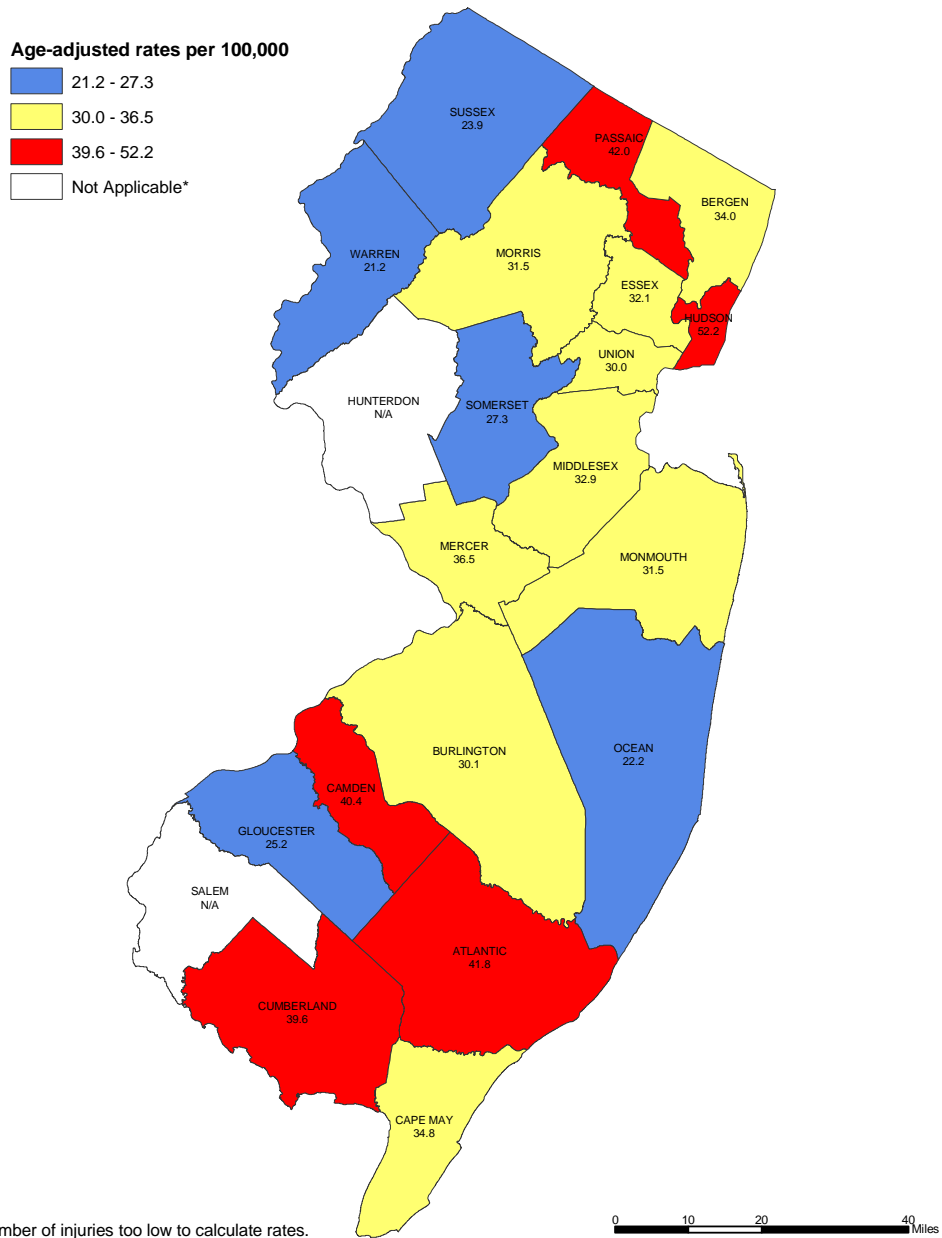 Age-adjusted rates per 100,000
21.2 - 27.3
30.0 - 36.5
39.6 - 52.2
Not Applicable*
SUSSEX
23.9
PASSAIC
42.0
BERGEN
34.0
WARREN
21.2
MORRIS
31.5
ESSEX
32.1
HUDSON
52.2
UNION
30.0
HUNTERDON
N/A
SOMERSET
27.3
MIDDLESEX
32.9
MERCER
36.5
MONMOUTH
31.5
BURLINGTON
30.1
OCEAN
22.2
CAMDEN
40.4
GLOUCESTER
25.2
SALEM
N/A
ATLANTIC
41.8
CUMBERLAND
39.6
CAPE MAY
34.8
mber of injuries too low to calculate rates.
0 10 20 40
Miles